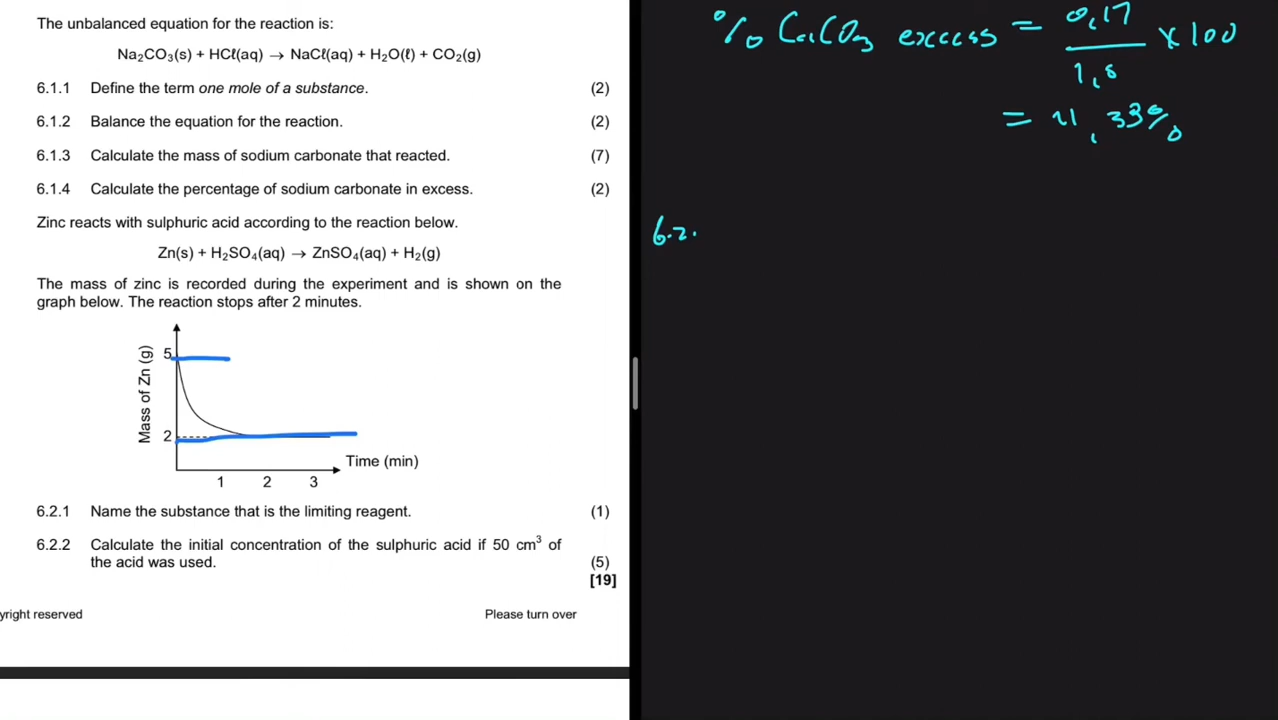 The unbalanced equation for the reaction is:
Na₂CO₃(s) + HCℓ(aq) → NaCℓ(aq) + H₂O(ℓ) + CO₂(g)
6.1.1 Define the term one mole of a substance. (2)
6.1.2 Balance the equation for the reaction. (2)
6.1.3 Calculate the mass of sodium carbonate that reacted. (7)
6.1.4 Calculate the percentage of sodium carbonate in excess. (2)
Zinc reacts with sulphuric acid according to the reaction below.
Zn(s) + H₂SO₄(aq) → ZnSO₄(aq) + H₂(g)
The mass of zinc is recorded during the experiment and is shown on the
graph below. The reaction stops after 2 minutes.
Mass of Zn (g)
5
2
Time (min)
1 2 3
6.2.1 Name the substance that is the limiting reagent. (1)
6.2.2 Calculate the initial concentration of the sulphuric acid if 50 cm³ of
the acid was used. (5)
[19]
yright reserved Please turn over
% CaCO₃ excess = 0,17
× 100
= ,33%
6.2.